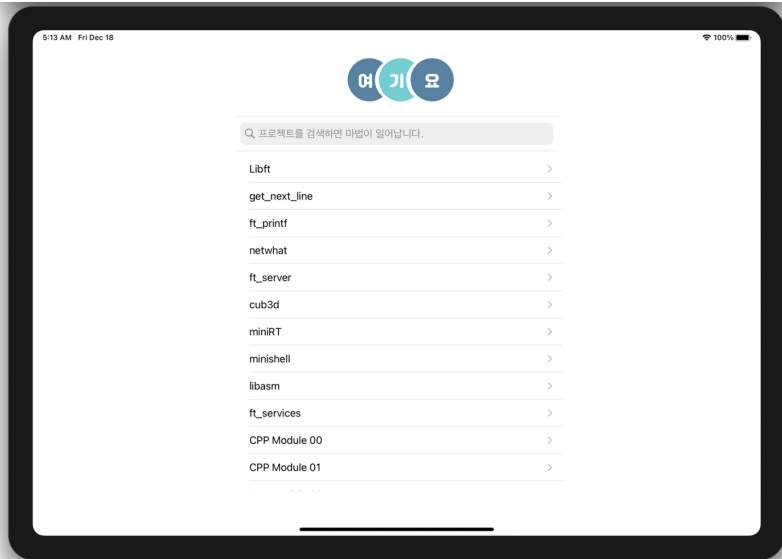 5:13 AM Fri Dec 18
100%
여기요
프로젝트를 검색하면 마법이 일어납니다.
Libft
get_next_line
ft_printf
netwhat
ft_server
cub3d
miniRT
minishell
libasm
ft_services
CPP Module 00
CPP Module 01